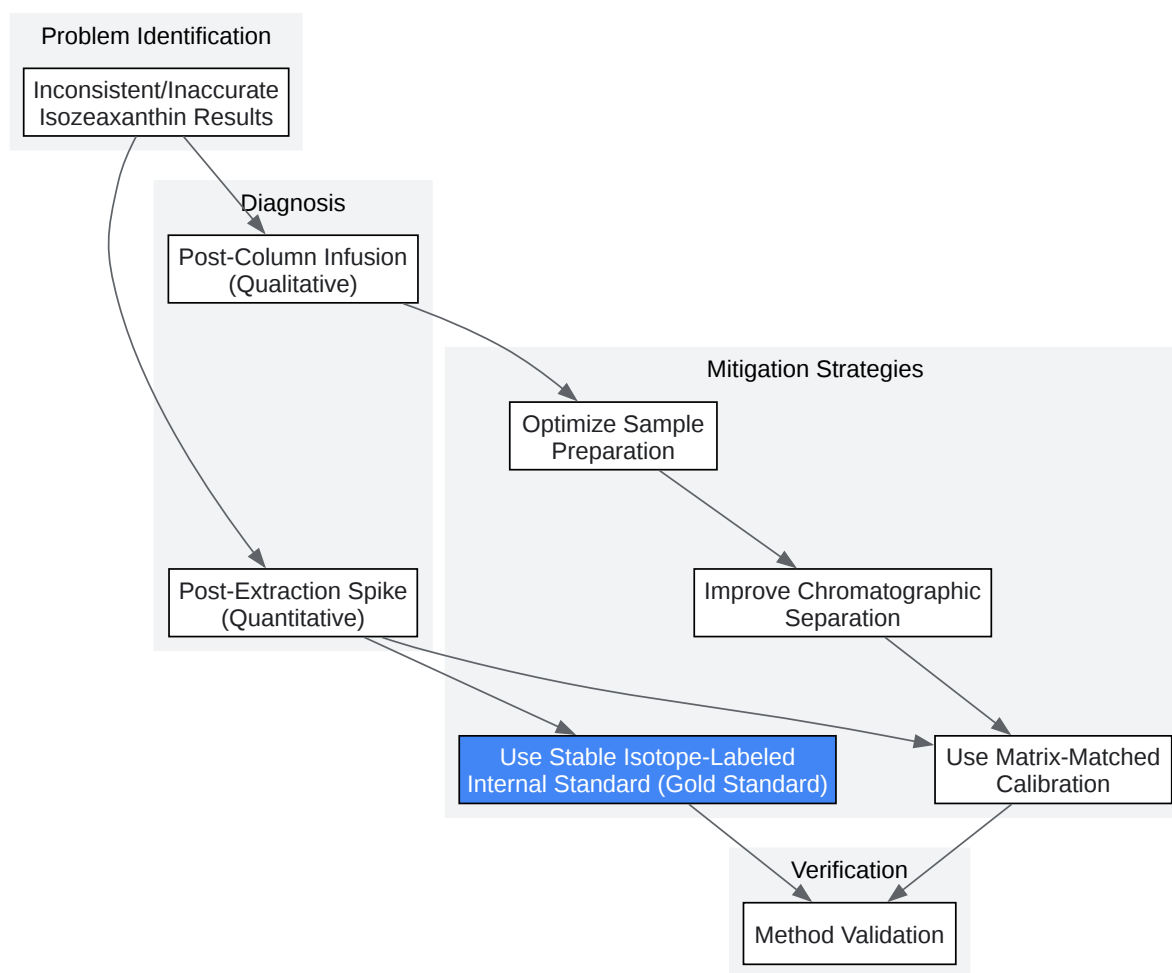 Problem Identification
Inconsistent/Inaccurate
Isozeaxanthin Results
Diagnosis
Post-Column Infusion
(Qualitative)
Mitigation Strategies
Optimize Sample
Preparation
Post-Extraction Spike
(Quantitative)
Improve Chromatographic
Separation
Use Stable Isotope-Labeled
Internal Standard (Gold Standard)
Use Matrix-Matched
Calibration
Verification
Method Validation